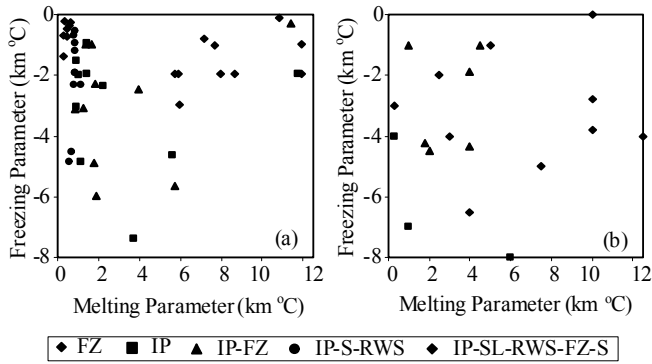 Freezing Parameter (km °C)
0
-2
-4
-6
-8
0 2 4 6 8 10 12
Melting Parameter (km °C)
(a)
Freezing Parameter (km °C)
0
-2
-4
-6
-8
0 2 4 6 8 10 12
Melting Parameter (km °C)
(b)
FZ IP IP-FZ IP-S-RWS IP-SL-RWS-FZ-S